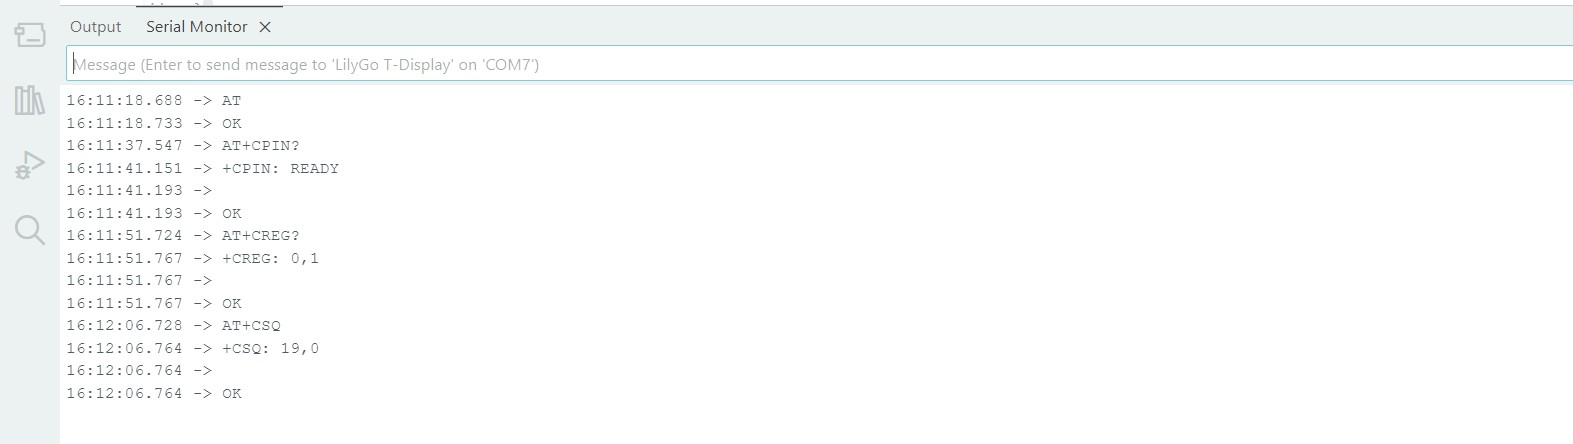 Output Serial Monitor
Message (Enter to send message to 'LilyGo T-Display' on 'COM7')
16:11:18.688 -> AT
16:11:18.733 -> OK
16:11:37.547 -> AT+CPIN?
16:11:41.151 -> +CPIN: READY
16:11:41.193 ->
16:11:41.193 -> OK
16:11:51.724 -> AT+CREG?
16:11:51.767 -> +CREG: 0,1
16:11:51.767 ->
16:11:51.767 -> OK
16:12:06.728 -> AT+CSQ
16:12:06.764 -> +CSQ: 19,0
16:12:06.764 ->
16:12:06.764 -> OK